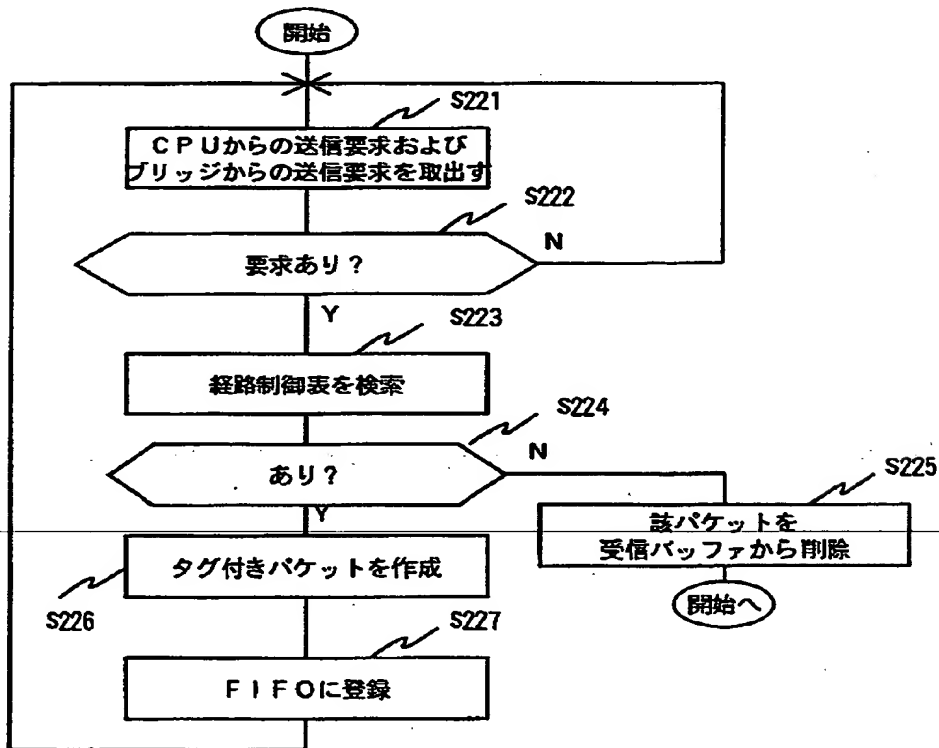 開始
S221
CPUからの送信要求および
ブリッジからの送信要求を取出す
S222
要求あり?
N
Y
S223
経路制御表を検索
S224
あり?
N
Y
S225
該パケットを
受信バッファから削除
開始へ
タグ付きパケットを作成
S226
S227
FIFOに登録